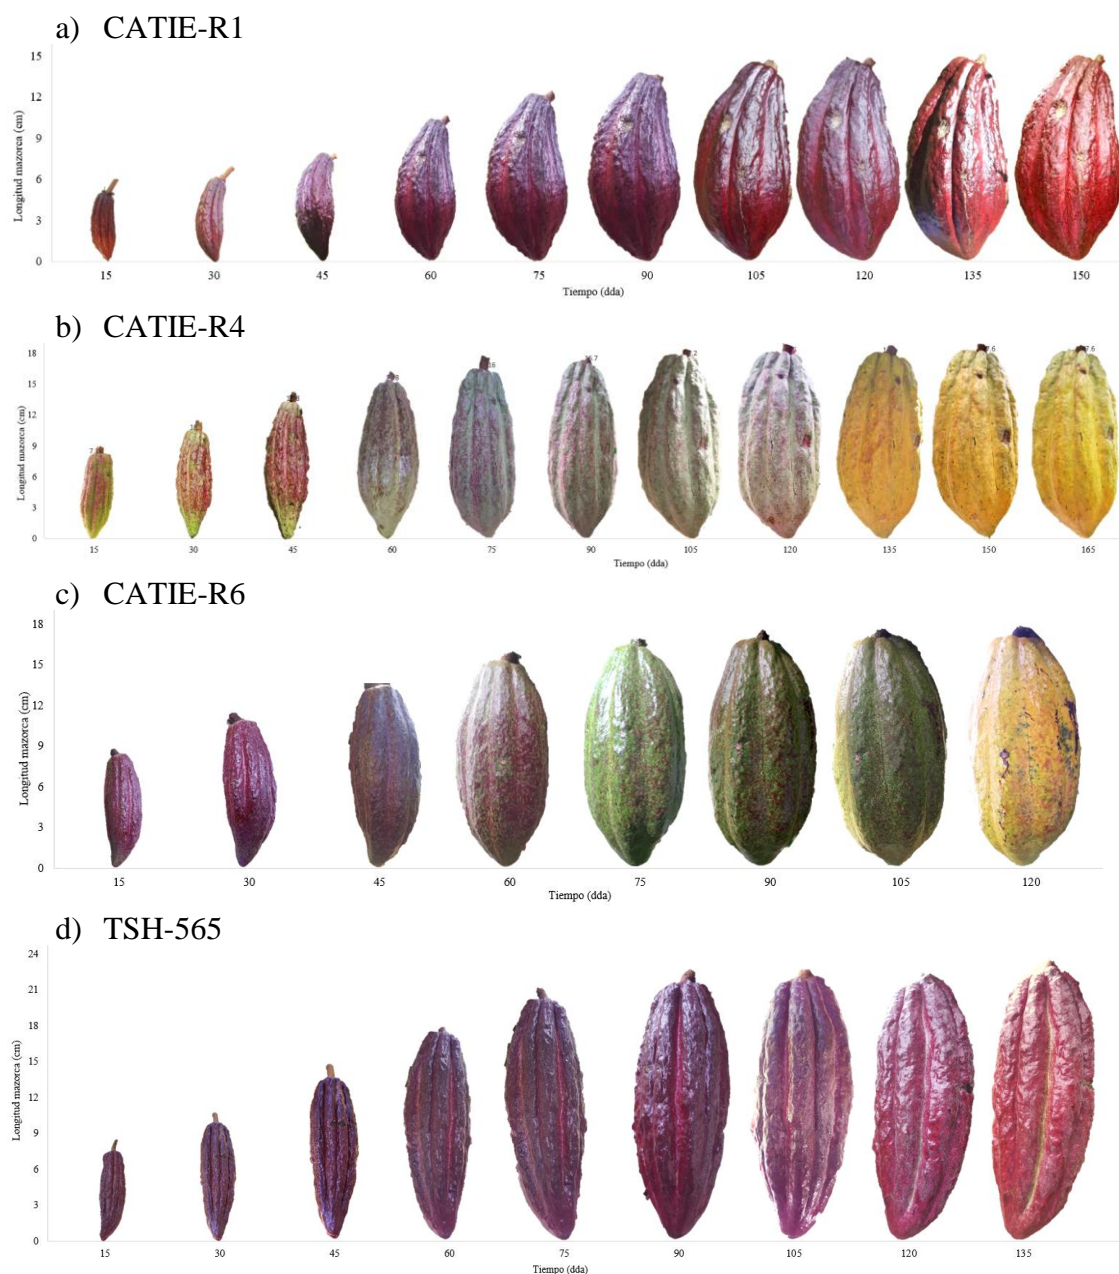 a) CATIE-R1
Longitud mazorca (cm)
15
12
9
6
3
0
15 30 45 60 75 90 105 120 135 150
Tiempo (dda)
b) CATIE-R4
Longitud mazorca (cm)
18
15
12
9
6
3
0
15 30 45 60 75 90 105 120 135 150 165
Tiempo (dda)
c) CATIE-R6
Longitud mazorca (cm)
18
15
12
9
6
3
0
15 30 45 60 75 90 105 120
Tiempo (dda)
d) TSH-565
Longitud mazorca (cm)
24
21
18
15
12
9
6
3
0
15 30 45 60 75 90 105 120 135
Tiempo (dda)